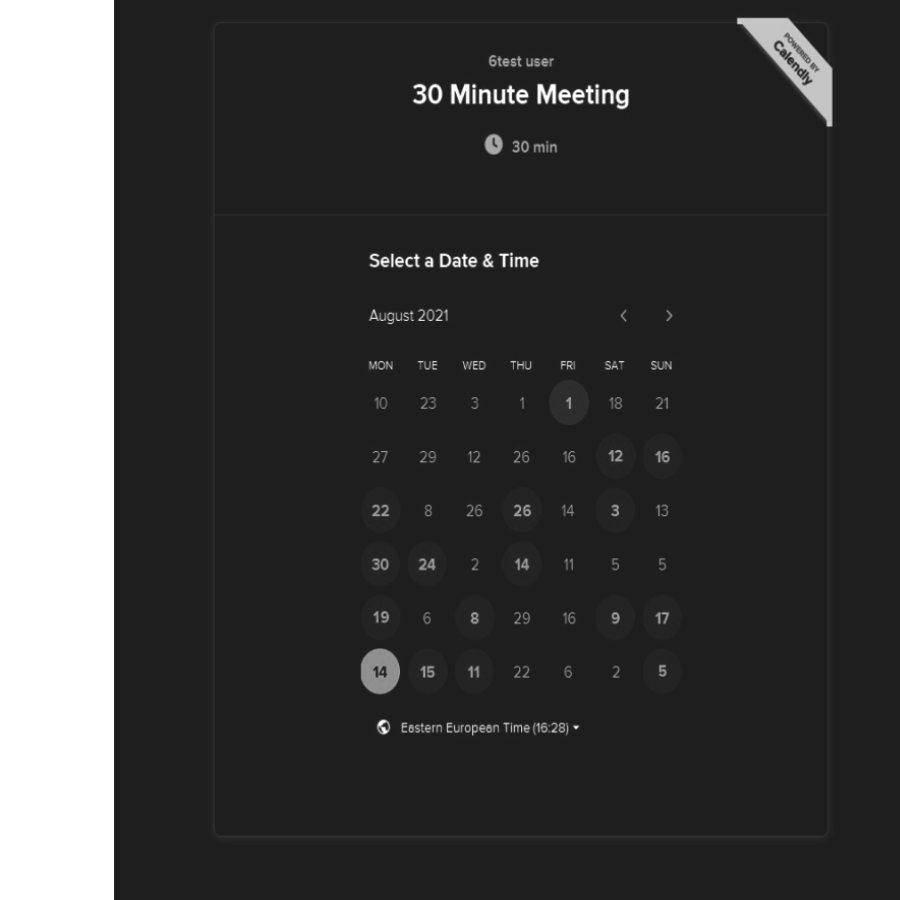 POWERED BY
Calendly
6test user
30 Minute Meeting
30 min
Select a Date & Time
August 2021
MON TUE WED THU FRI SAT SUN
10 23 3 1 1 18 21
27 29 12 26 16 12 16
22 8 26 26 14 3 13
30 24 2 14 11 5 5
19 6 8 29 16 9 17
14 15 11 22 6 2 5
Eastern European Time (16:28)